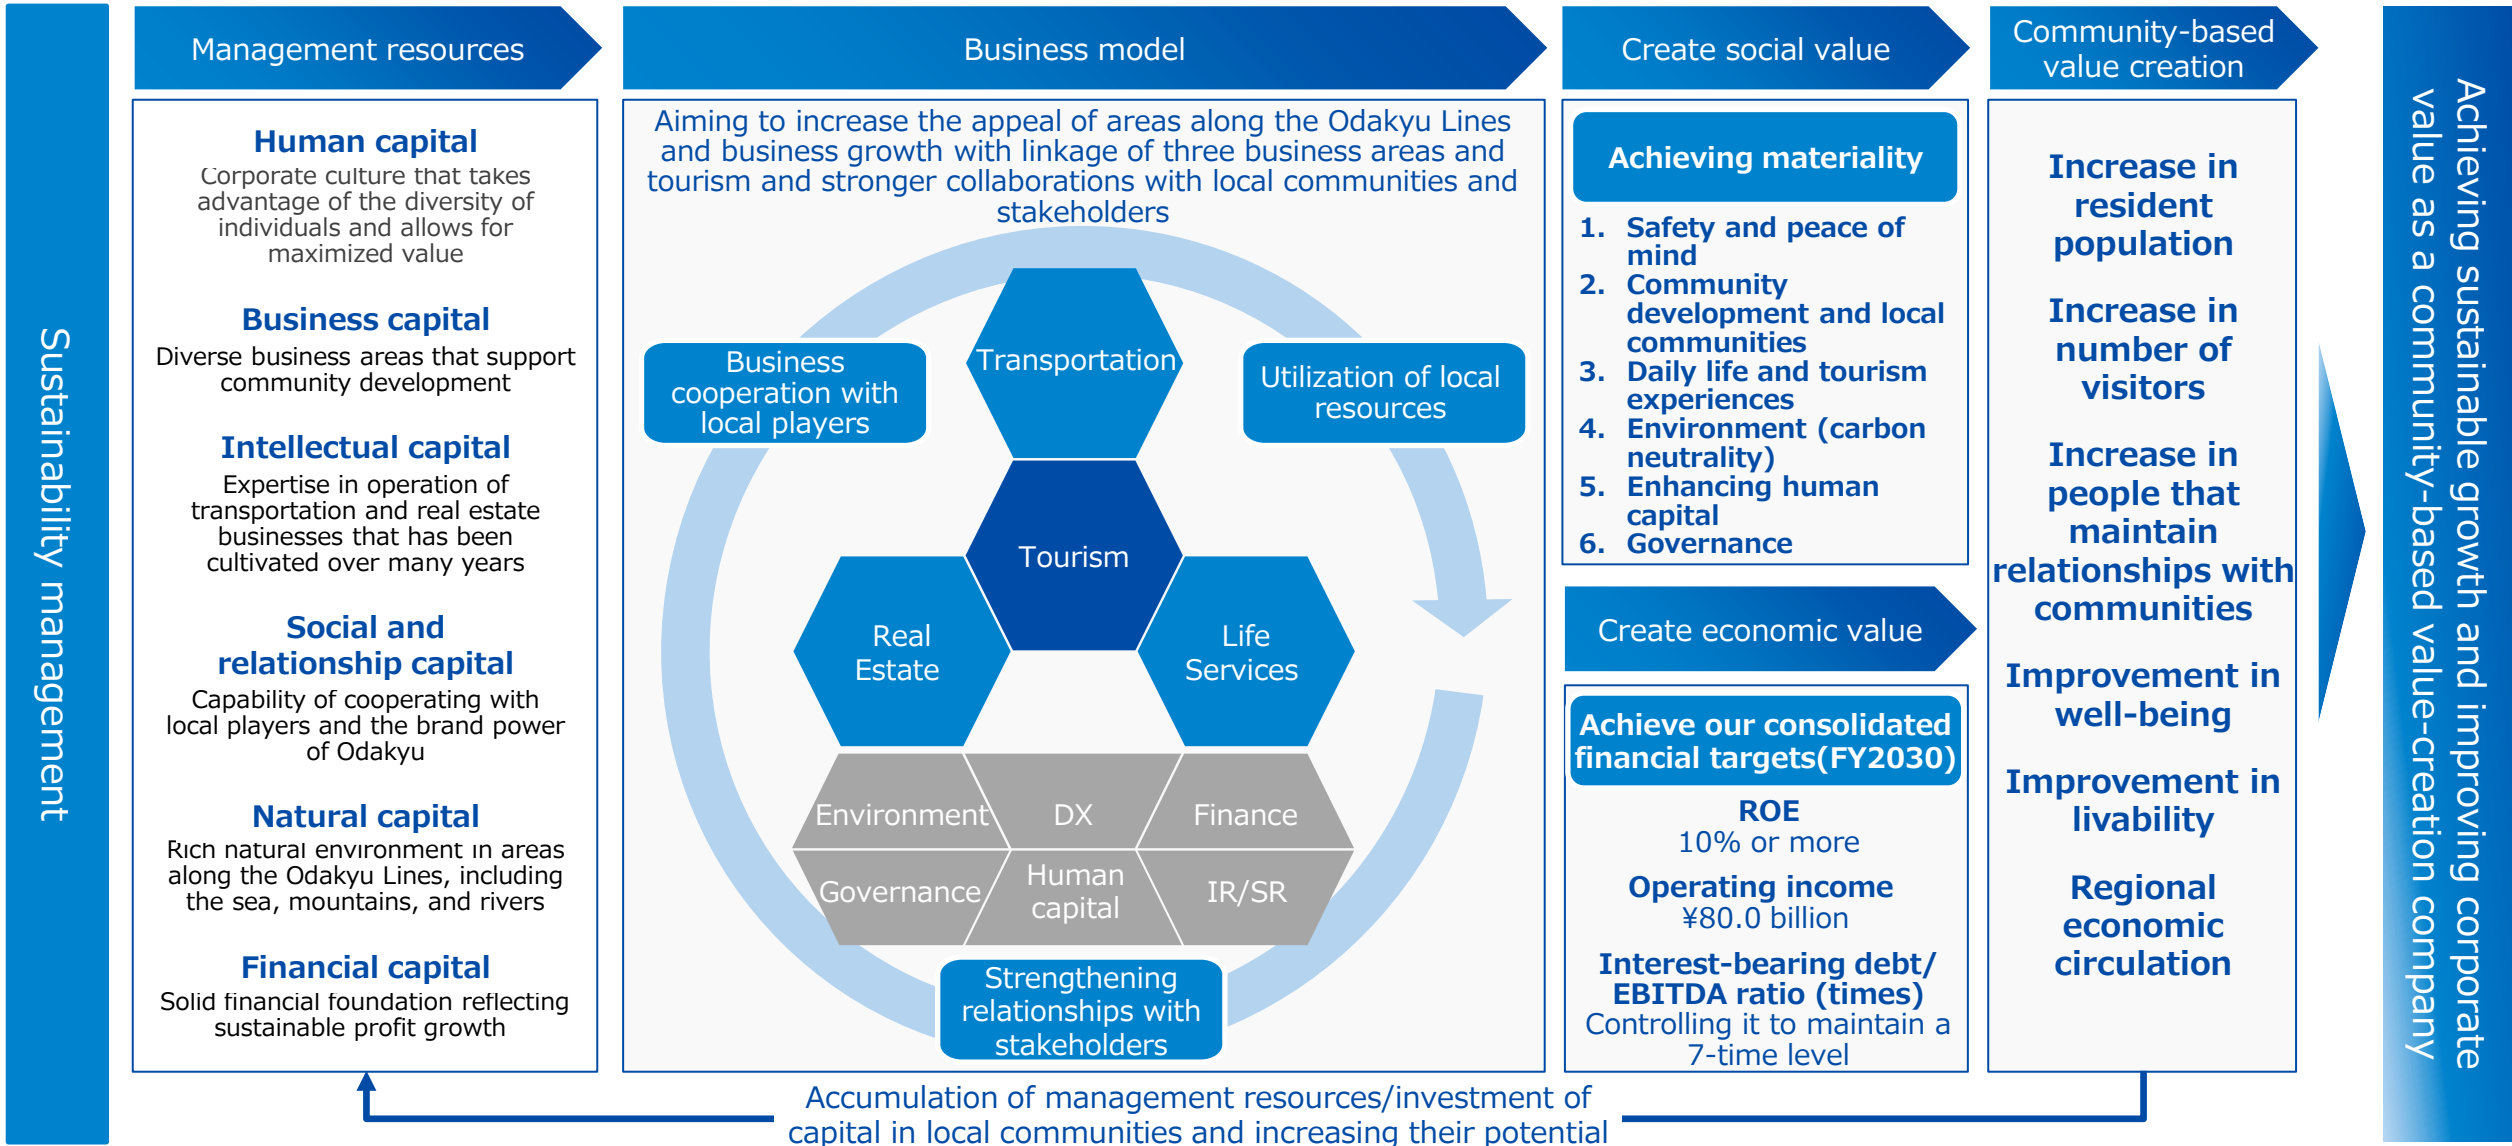 Sustainability management
Management resources
Human capital
Corporate culture that takes
advantage of the diversity of
individuals and allows for
maximized value
Business capital
Diverse business areas that support
community development
Intellectual capital
Expertise in operation of
transportation and real estate
businesses that has been
cultivated over many years
Social and
relationship capital
Capability of cooperating with
local players and the brand power
of Odakyu
Natural capital
Rich natural environment in areas
along the Odakyu Lines, including
the sea, mountains, and rivers
Financial capital
Solid financial foundation reflecting
sustainable profit growth
Business model
Aiming to increase the appeal of areas along the Odakyu Lines
and business growth with linkage of three business areas and
tourism and stronger collaborations with local communities and
stakeholders
Business
cooperation with
local players
Transportation
Utilization of local
resources
Tourism
Real
Estate
Life
Services
Environment
DX
Finance
Governance
Human
capital
IR/SR
Strengthening
relationships with
stakeholders
Create social value
Achieving materiality
1. Safety and peace of
mind
2. Community
development and local
communities
3. Daily life and tourism
experiences
4. Environment (carbon
neutrality)
5. Enhancing human
capital
6. Governance
Create economic value
Achieve our consolidated
financial targets(FY2030)
ROE
10% or more
Operating income
¥80.0 billion
Interest-bearing debt/
EBITDA ratio (times)
Controlling it to maintain a
7-time level
Community-based
value creation
Increase in
resident
population
Increase in
number of
visitors
Increase in
people that
maintain
relationships with
communities
Improvement in
well-being
Improvement in
livability
Regional
economic
circulation
Achieving sustainable growth and improving corporate
value as a community-based value-creation company
Accumulation of management resources/investment of
capital in local communities and increasing their potential